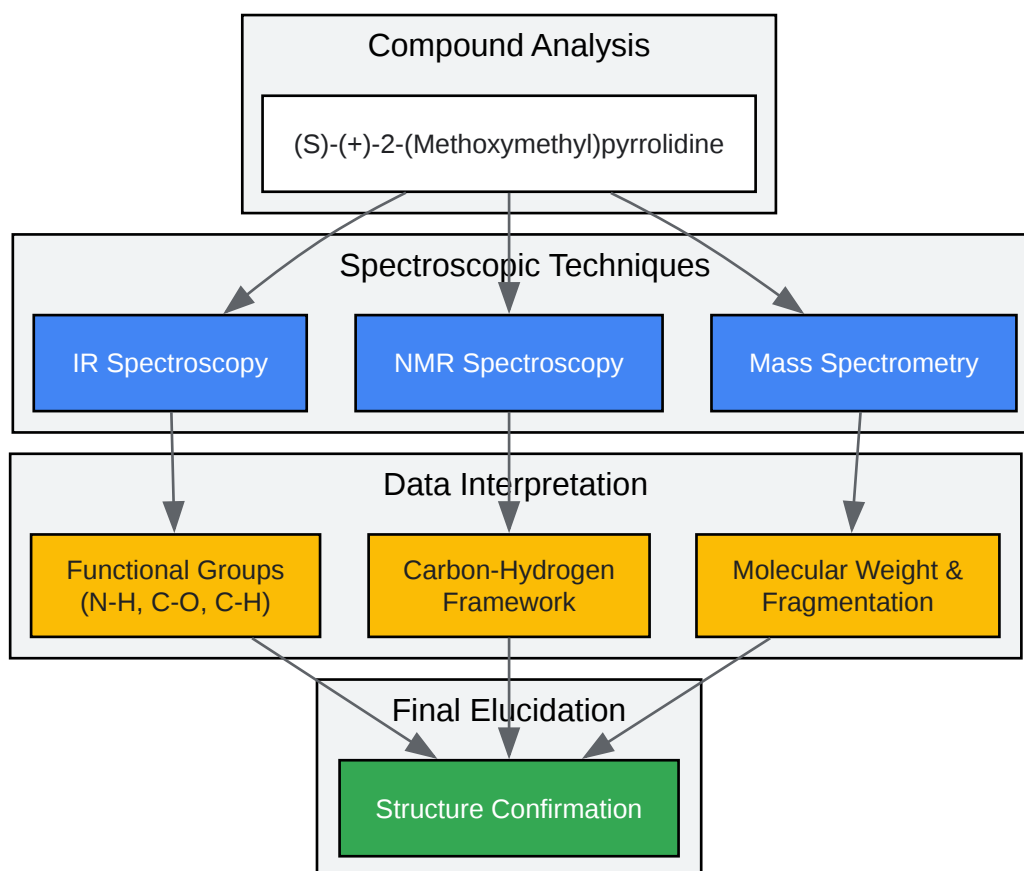 Compound Analysis
(S)-(+)-2-(Methoxymethyl)pyrrolidine
Spectroscopic Techniques
IR Spectroscopy
NMR Spectroscopy
Mass Spectrometry
Data Interpretation
Functional Groups
(N-H, C-O, C-H)
Carbon-Hydrogen
Framework
Molecular Weight &
Fragmentation
Final Elucidation
Structure Confirmation